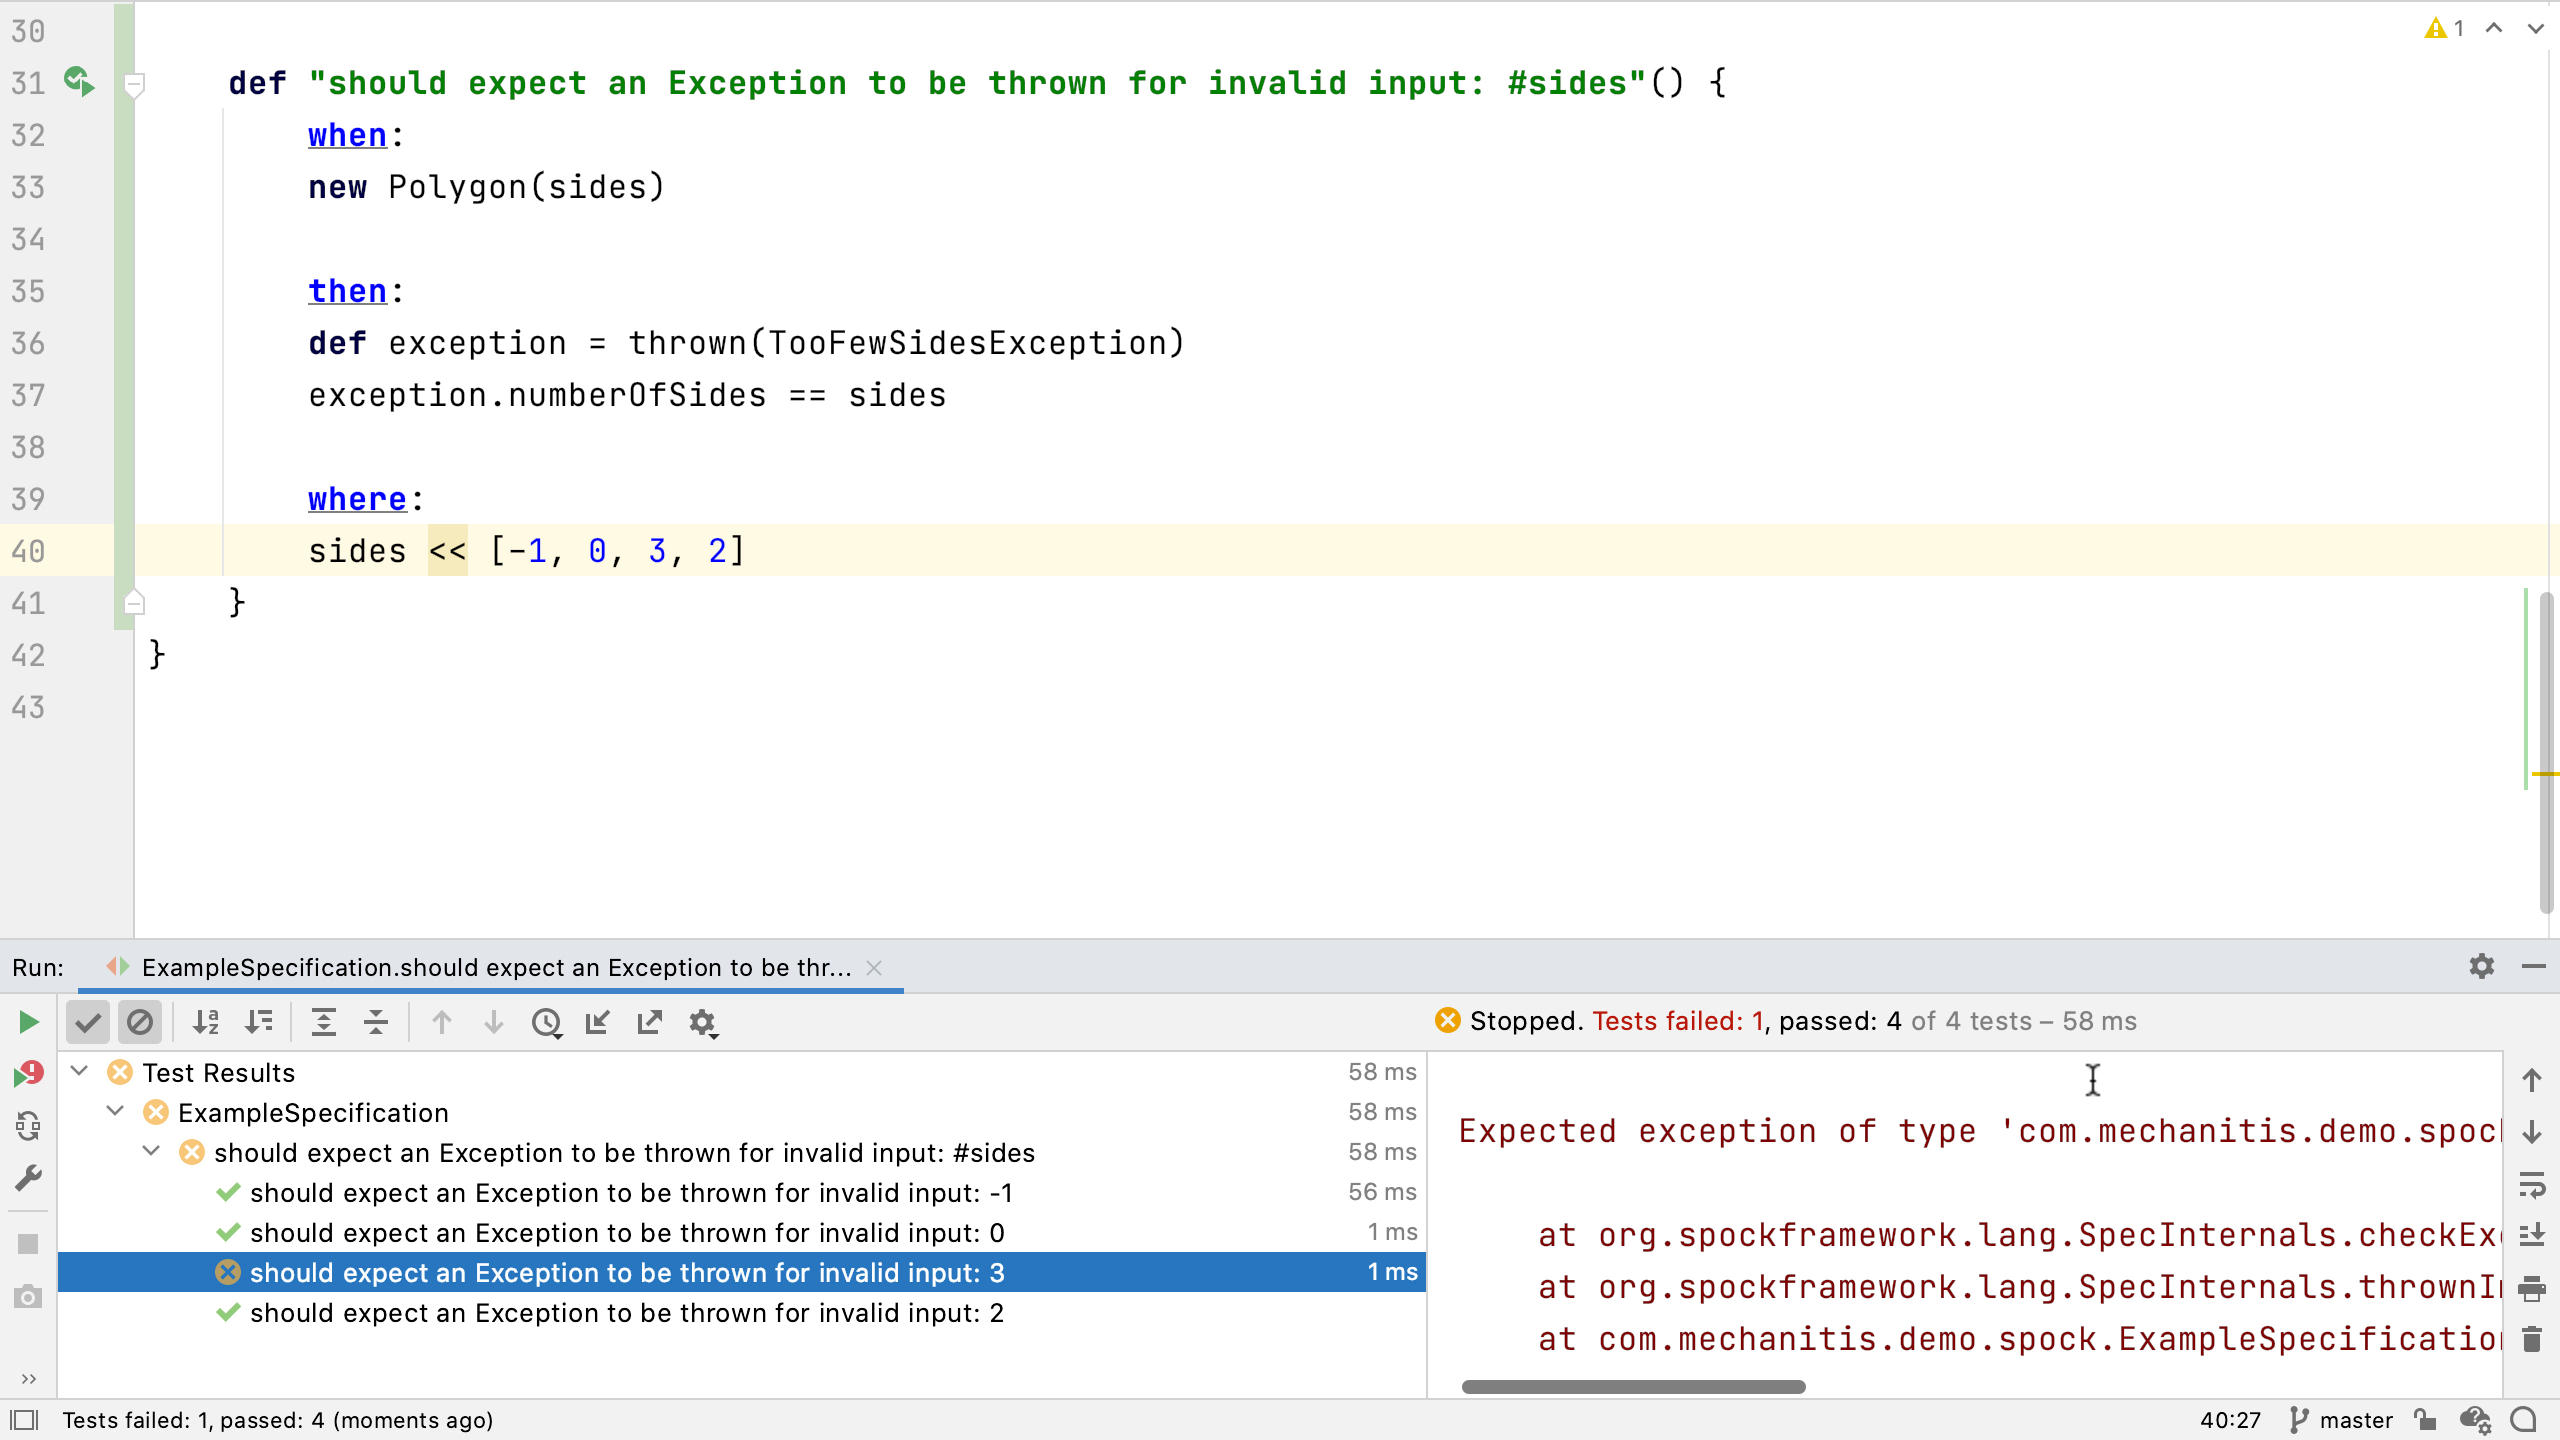 30
1
31 def "should expect an Exception to be thrown for invalid input: #sides"() {
32 when:
33 new Polygon(sides)
34
35 then:
36 def exception = thrown(TooFewSidesException)
37 exception.numberOfSides == sides
38
39 where:
40 sides << [-1, 0, 3, 2]
41 }
42 }
43
Run: ExampleSpecification.should expect an Exception to be thr...
Stopped. Tests failed: 1, passed: 4 of 4 tests – 58 ms
Test Results 58 ms
ExampleSpecification 58 ms
should expect an Exception to be thrown for invalid input: #sides 58 ms
should expect an Exception to be thrown for invalid input: -1 56 ms
should expect an Exception to be thrown for invalid input: 0 1 ms
should expect an Exception to be thrown for invalid input: 3 1 ms
should expect an Exception to be thrown for invalid input: 2
Expected exception of type 'com.mechanitis.demo.spock
at org.spockframework.lang.SpecInternals.checkEx
at org.spockframework.lang.SpecInternals.thrownI
at com.mechanitis.demo.spock.ExampleSpecification
Tests failed: 1, passed: 4 (moments ago)
40:27 master